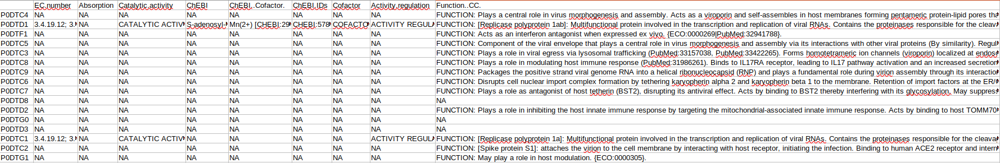 EC.number Absorption Catalytic.activity ChEBI ChEBI..Cofactor. ChEBI.IDs Cofactor Activity.regulation Function..CC.
P0DTC4 NA NA NA NA NA NA NA NA FUNCTION: Plays a central role in virus morphogenesis and assembly. Acts as a viroporin and self-assembles in host membranes forming pentameric protein-lipid pores tha
P0DTD1 3.4.19.12; 3. NA CATALYTIC ACTIV S-adenosyl- Mn(2+) [CHEBI:29 CHEBI:578 COFACTO ACTIVITY REGULA FUNCTION: [Replicase polyprotein 1ab]: Multifunctional protein involved in the transcription and replication of viral RNAs. Contains the proteinases responsible for the cleava
P0DTF1 NA NA NA NA NA NA NA NA FUNCTION: Acts as an interferon antagonist when expressed ex vivo. {ECO:0000269|PubMed:32941788}.
P0DTC5 NA NA NA NA NA NA NA NA FUNCTION: Component of the viral envelope that plays a central role in virus morphogenesis and assembly via its interactions with other viral proteins (By similarity). Regul
P0DTC3 NA NA NA NA NA NA NA NA FUNCTION: Plays a role in viral egress via lysosomal trafficking (PubMed:33157038, PubMed:33422265). Forms homotetrameric ion channels (viroporin) localized at endos
P0DTC8 NA NA NA NA NA NA NA NA FUNCTION: Plays a role in modulating host immune response (PubMed:31986261). Binds to IL17RA receptor, leading to IL17 pathway activation and an increased secretion
P0DTC9 NA NA NA NA NA NA NA NA FUNCTION: Packages the positive strand viral genome RNA into a helical ribonucleocapsid (RNP) and plays a fundamental role during virion assembly through its interaction
P0DTC6 NA NA NA NA NA NA NA NA FUNCTION: Disrupts cell nuclear import complex formation by tethering karyopherin alpha 2 and karyopherin beta 1 to the membrane. Retention of import factors at the ER/
P0DTC7 NA NA NA NA NA NA NA NA FUNCTION: Plays a role as antagonist of host tetherin (BST2), disrupting its antiviral effect. Acts by binding to BST2 thereby interfering with its glycosylation. May suppres
P0DTD8 NA NA NA NA NA NA NA NA NA
P0DTD2 NA NA NA NA NA NA NA NA FUNCTION: Plays a role in inhibiting the host innate immune response by targeting the mitochondrial-associated innate immune response. Acts by binding to host TOMM70
P0DTG0 NA NA NA NA NA NA NA NA NA
P0DTD3 NA NA NA NA NA NA NA NA NA
P0DTC1 3.4.19.12; 3. NA CATALYTIC ACTIV NA NA NA NA ACTIVITY REGULA FUNCTION: [Replicase polyprotein 1a]: Multifunctional protein involved in the transcription and replication of viral RNAs. Contains the proteinases responsible for the cleava
P0DTC2 NA NA NA NA NA NA NA NA FUNCTION: [Spike protein S1]: attaches the virion to the cell membrane by interacting with host receptor, initiating the infection. Binding to human ACE2 receptor and intern
P0DTG1 NA NA NA NA NA NA NA NA FUNCTION: May play a role in host modulation. {ECO:0000305}.